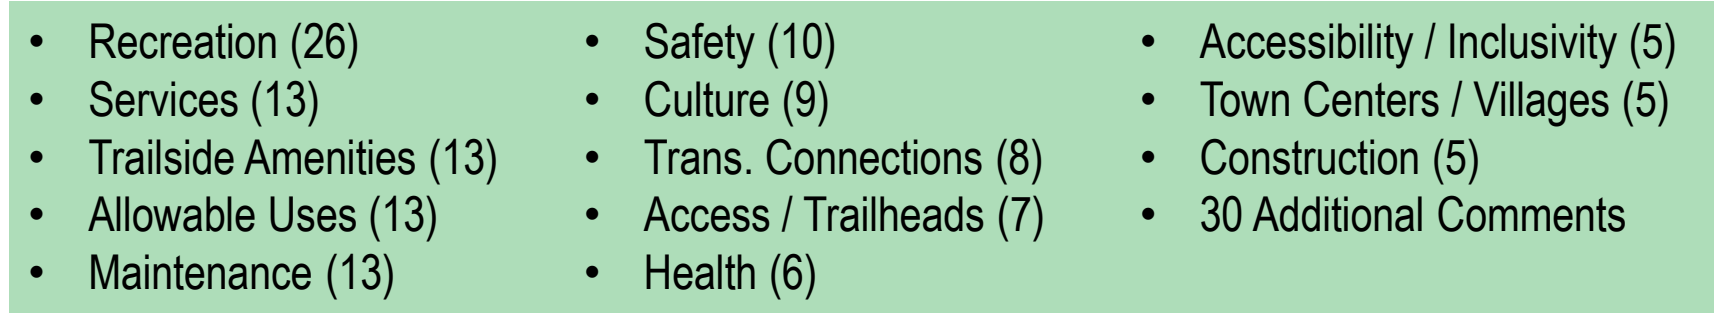 • Recreation (26)
• Services (13)
• Trailside Amenities (13)
• Allowable Uses (13)
• Maintenance (13)
• Safety (10)
• Culture (9)
• Trans. Connections (8)
• Access / Trailheads (7)
• Health (6)
• Accessibility / Inclusivity (5)
• Town Centers / Villages (5)
• Construction (5)
• 30 Additional Comments